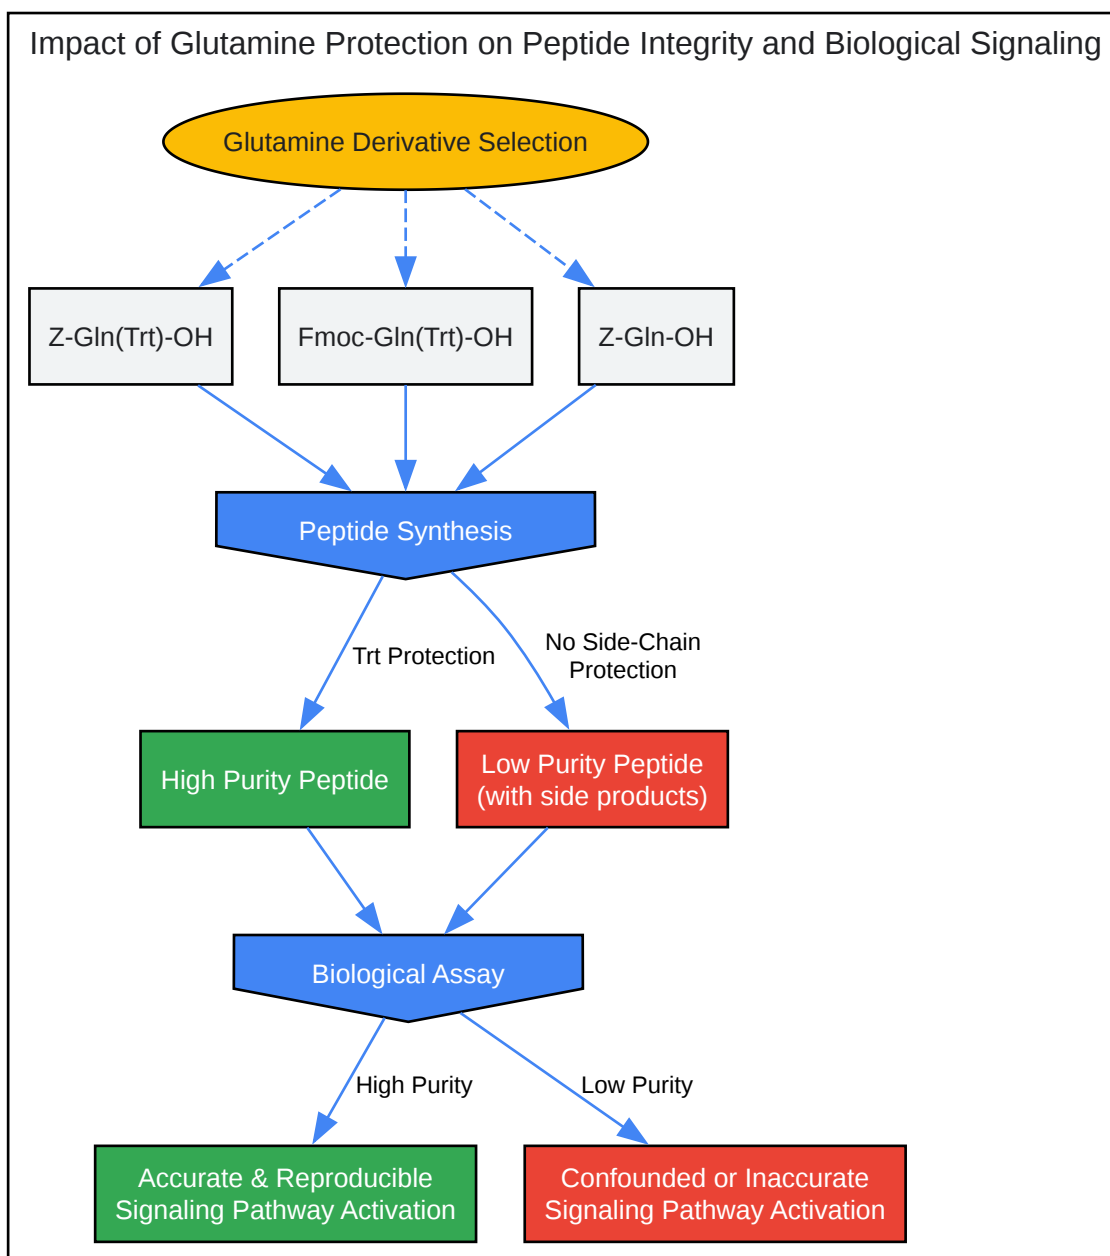 Impact of Glutamine Protection on Peptide Integrity and Biological Signaling
Glutamine Derivative Selection
Z-Gln(Trt)-OH
Fmoc-Gln(Trt)-OH
Z-Gln-OH
Peptide Synthesis
Trt Protection
No Side-Chain
Protection
High Purity Peptide
Low Purity Peptide
(with side products)
Biological Assay
High Purity
Low Purity
Accurate & Reproducible
Signaling Pathway Activation
Confounded or Inaccurate
Signaling Pathway Activation